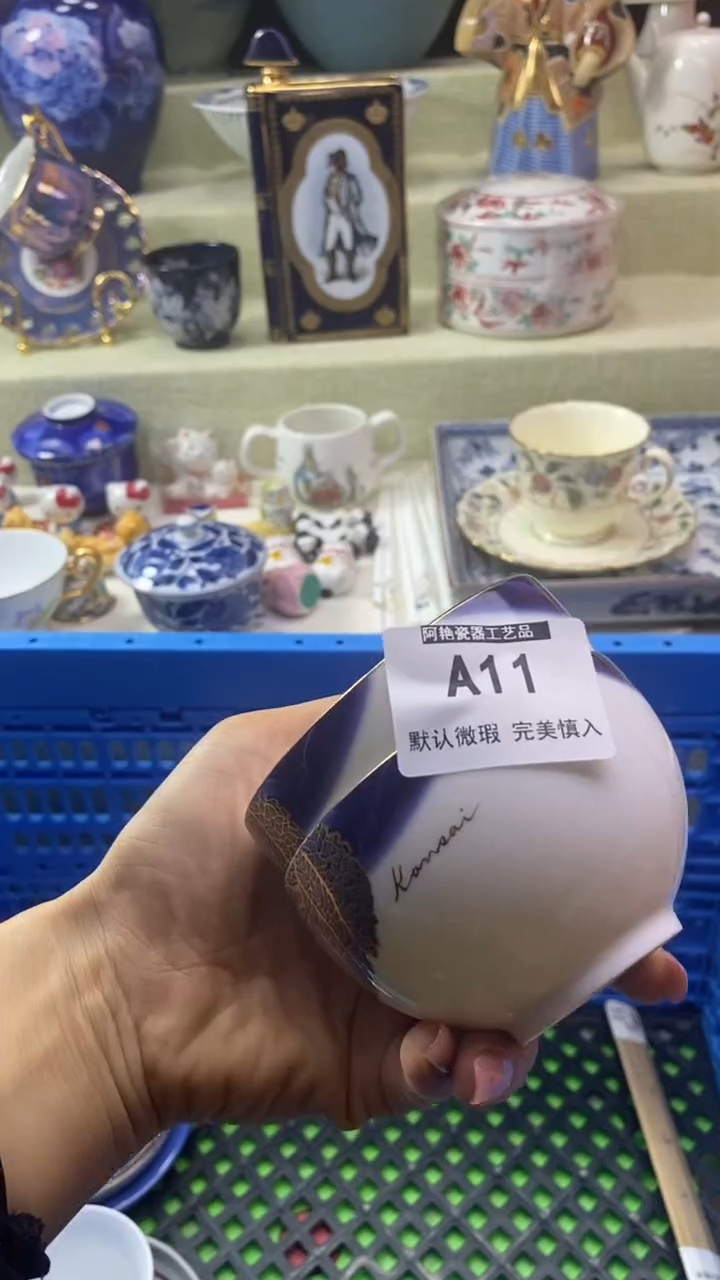 阿艳瓷器工艺品
A11
默认微瑕 完美慎入
Kansai